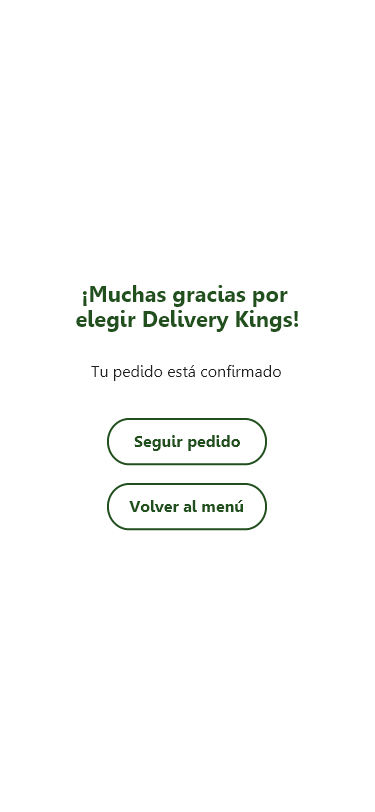 ¡Muchas gracias por
elegir Delivery Kings!
Tu pedido está confirmado
Seguir pedido
Volver al menú